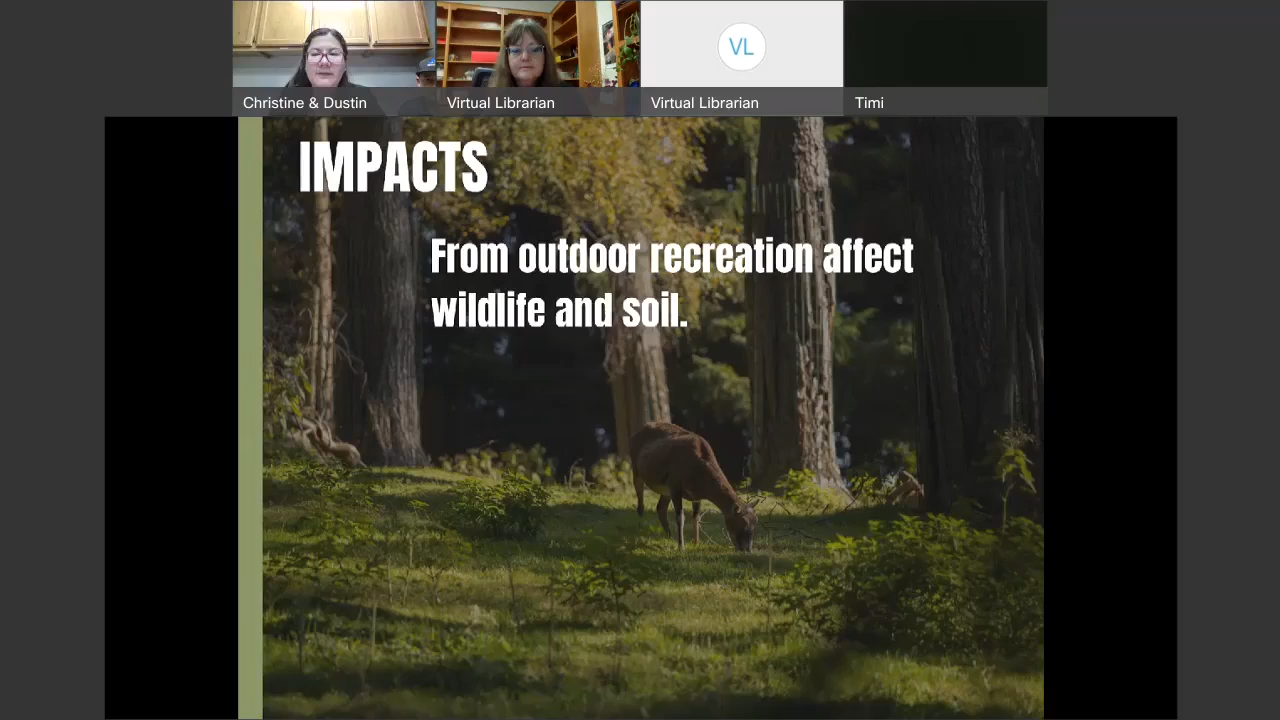 VL
Christine & Dustin
Virtual Librarian
Virtual Librarian
Timi
IMPACTS
From outdoor recreation affect
wildlife and soil.